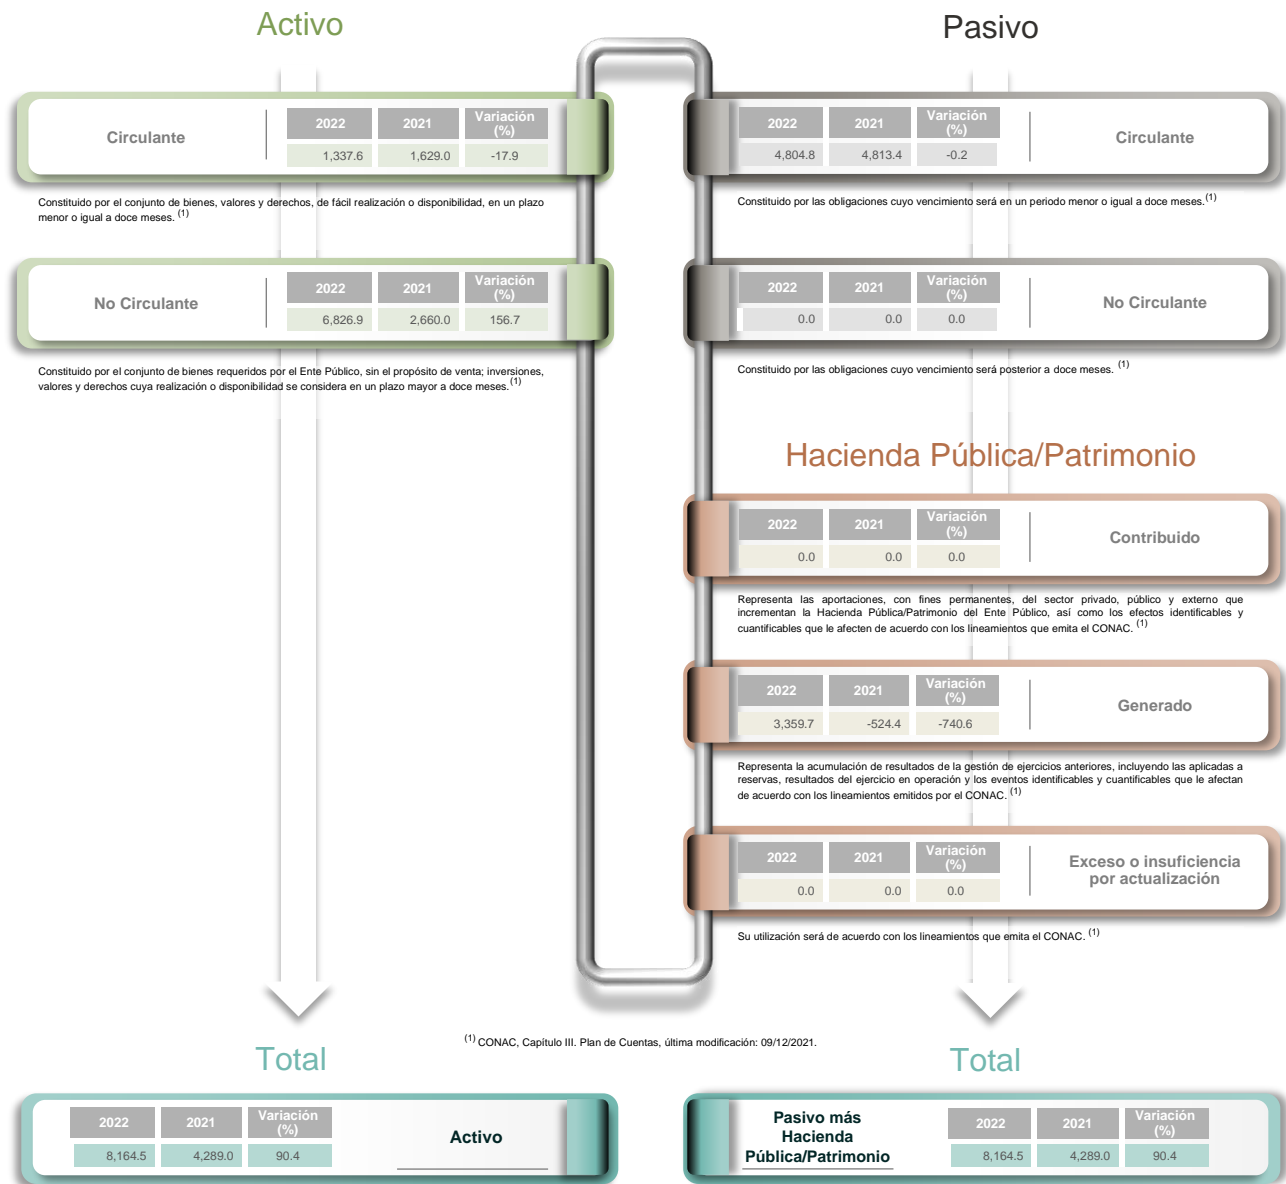 Activo
Circulante
2022 2021 Variación (%)
1,337.6 1,629.0 -17.9
Constituido por el conjunto de bienes, valores y derechos, de fácil realización o disponibilidad, en un plazo
menor o igual a doce meses. (1)
No Circulante
2022 2021 Variación (%)
6,826.9 2,660.0 156.7
Constituido por el conjunto de bienes requeridos por el Ente Público, sin el propósito de venta; inversiones,
valores y derechos cuya realización o disponibilidad se considera en un plazo mayor a doce meses. (1)
Pasivo
2022 2021 Variación (%)
4,804.8 4,813.4 -0.2
Circulante
Constituido por las obligaciones cuyo vencimiento será en un periodo menor o igual a doce meses. (1)
2022 2021 Variación (%)
0.0 0.0 0.0
No Circulante
Constituido por las obligaciones cuyo vencimiento será posterior a doce meses. (1)
Hacienda Pública/Patrimonio
2022 2021 Variación (%)
0.0 0.0 0.0
Contribuido
Representa las aportaciones, con fines permanentes, del sector privado, público y externo que
incrementan la Hacienda Pública/Patrimonio del Ente Público, así como los efectos identificables y
cuantificables que le afecten de acuerdo con los lineamientos que emita el CONAC. (1)
2022 2021 Variación (%)
3,359.7 -524.4 -740.6
Generado
Representa la acumulación de resultados de la gestión de ejercicios anteriores, incluyendo las aplicadas a
reservas, resultados del ejercicio en operación y los eventos identificables y cuantificables que le afectan
de acuerdo con los lineamientos emitidos por el CONAC. (1)
2022 2021 Variación (%)
0.0 0.0 0.0
Exceso o insuficiencia
por actualización
Su utilización será de acuerdo con los lineamientos que emita el CONAC. (1)
(1) CONAC, Capítulo III. Plan de Cuentas, última modificación: 09/12/2021.
Total
2022 2021 Variación (%)
8,164.5 4,289.0 90.4
Activo
Total
Pasivo más
Hacienda
Pública/Patrimonio
2022 2021 Variación (%)
8,164.5 4,289.0 90.4